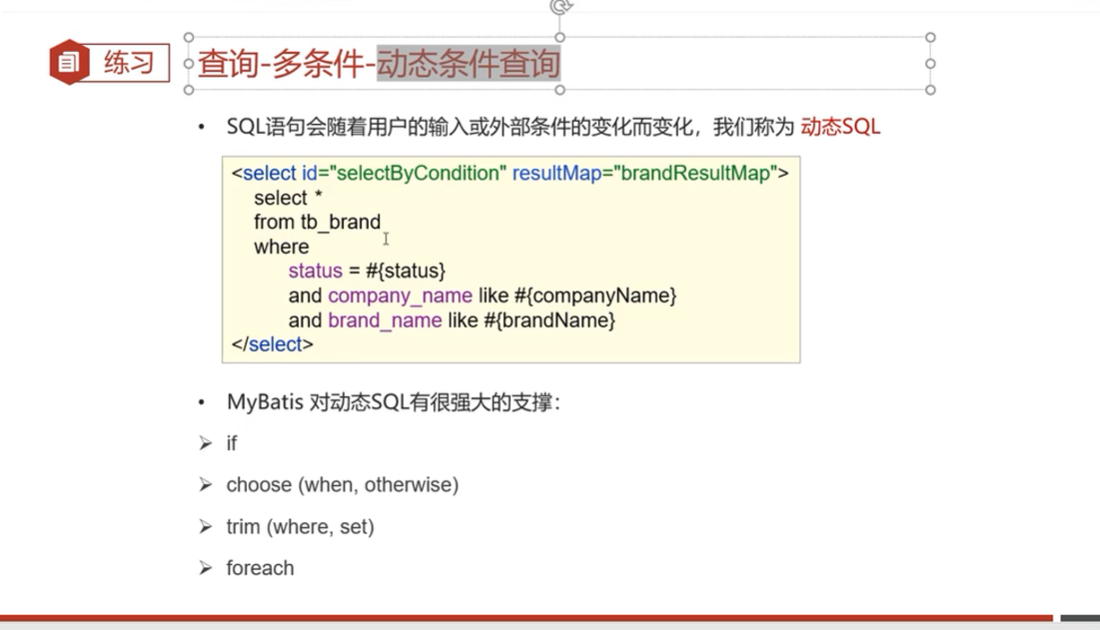 练习
查询-多条件-动态条件查询
• SQL语句会随着用户的输入或外部条件的变化而变化，我们称为 动态SQL
<select id="selectByCondition" resultMap="brandResultMap">
select *
from tb_brand
where
status = #{status}
and company_name like #{companyName}
and brand_name like #{brandName}
</select>
• MyBatis 对动态SQL有很强大的支撑：
➢ if
➢ choose (when, otherwise)
➢ trim (where, set)
➢ foreach